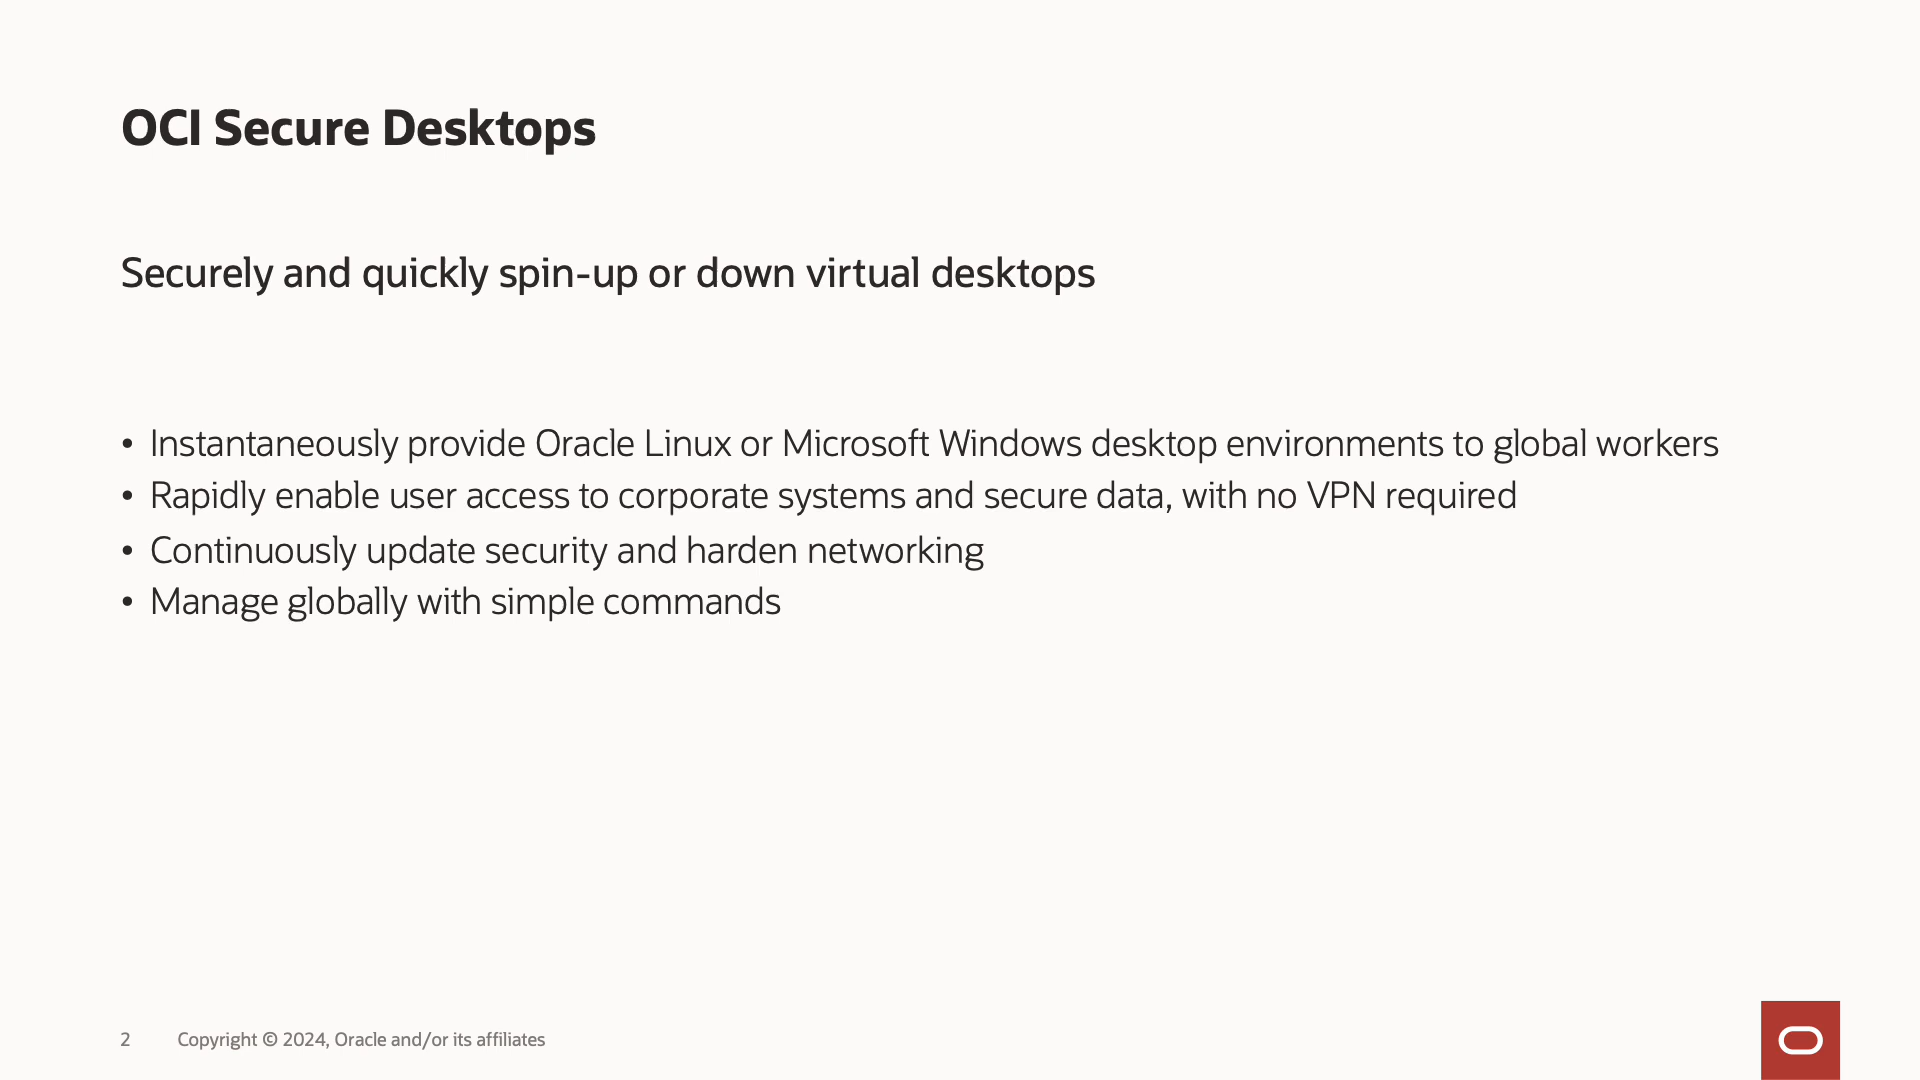 OCI Secure Desktops
Securely and quickly spin-up or down virtual desktops
• Instantaneously provide Oracle Linux or Microsoft Windows desktop environments to global workers
• Rapidly enable user access to corporate systems and secure data, with no VPN required
• Continuously update security and harden networking
• Manage globally with simple commands
2 Copyright © 2024, Oracle and/or its affiliates